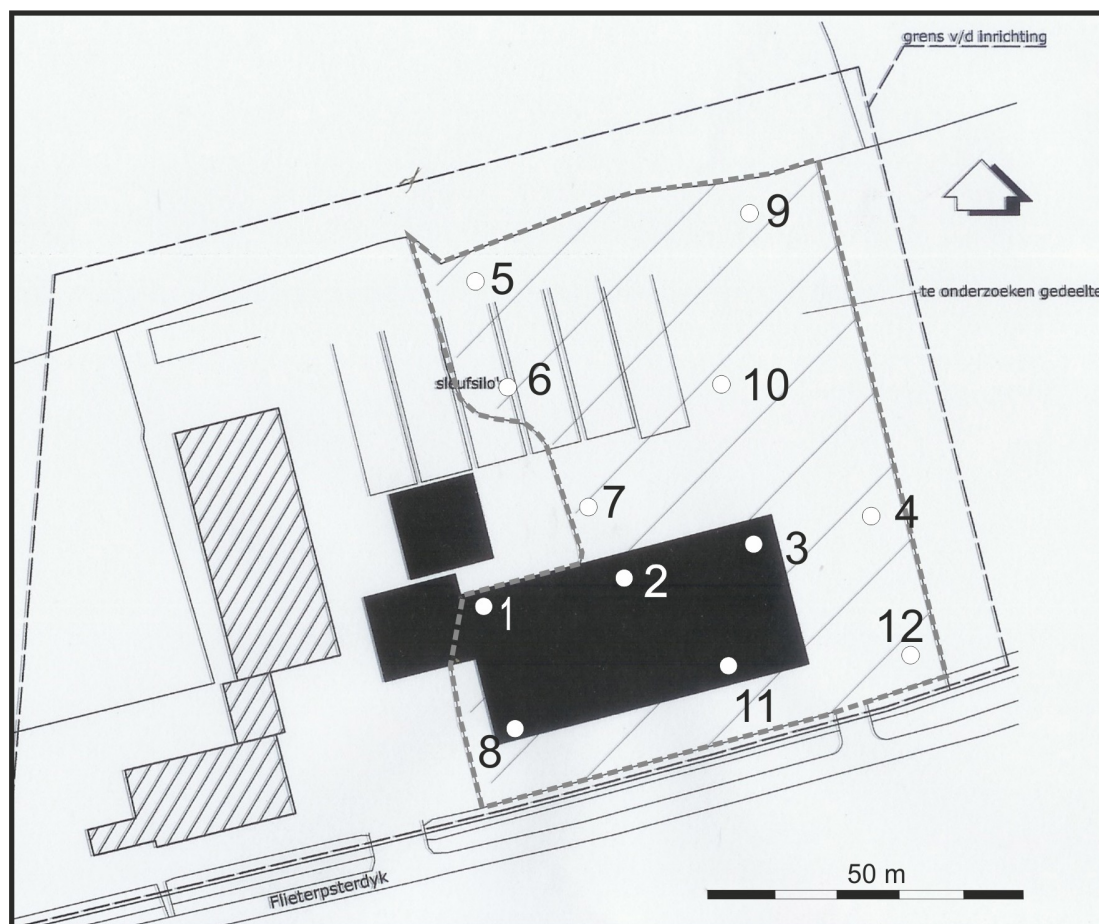 grens v/d inrichting
9
5
te onderzoeken gedeelte
sleufsilo'
6
10
7
4
3
2
1
12
11
8
50 m
Flieterpsterdyk